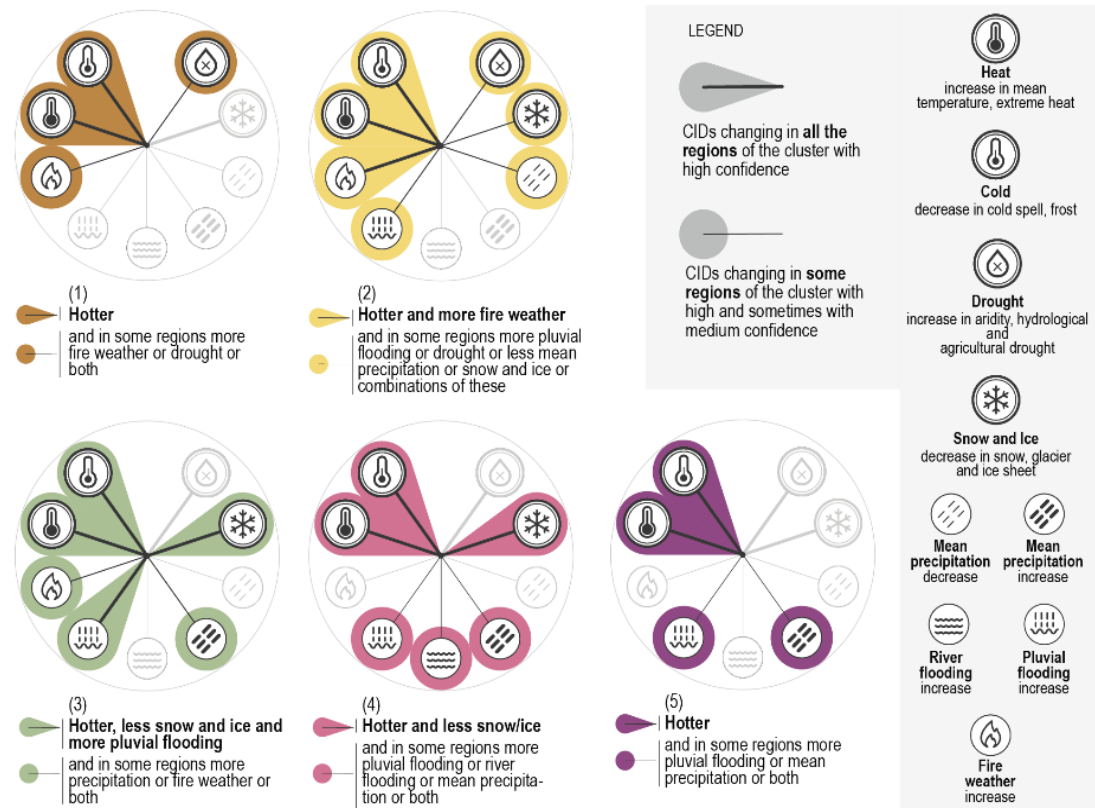 (1)
Hotter
and in some regions more
fire weather or drought or
both
(2)
Hotter and more fire weather
and in some regions more pluvial
flooding or drought or less mean
precipitation or snow and ice or
combinations of these
(3)
Hotter, less snow and ice and
more pluvial flooding
and in some regions more
precipitation or fire weather or
both
(4)
Hotter and less snow/ice
and in some regions more
pluvial flooding or river
flooding or mean precipita-
tion or both
(5)
Hotter
and in some regions more
pluvial flooding or mean
precipitation or both
LEGEND
CIDs changing in all the
regions of the cluster with
high confidence
CIDs changing in some
regions of the cluster with
high and sometimes with
medium confidence
Heat
increase in mean
temperature, extreme heat
Cold
decrease in cold spell, frost
Drought
increase in aridity, hydrological
and
agricultural drought
Snow and Ice
decrease in snow, glacier
and ice sheet
Mean
precipitation
decrease
Mean
precipitation
increase
River
flooding
increase
Pluvial
flooding
increase
Fire
weather
increase